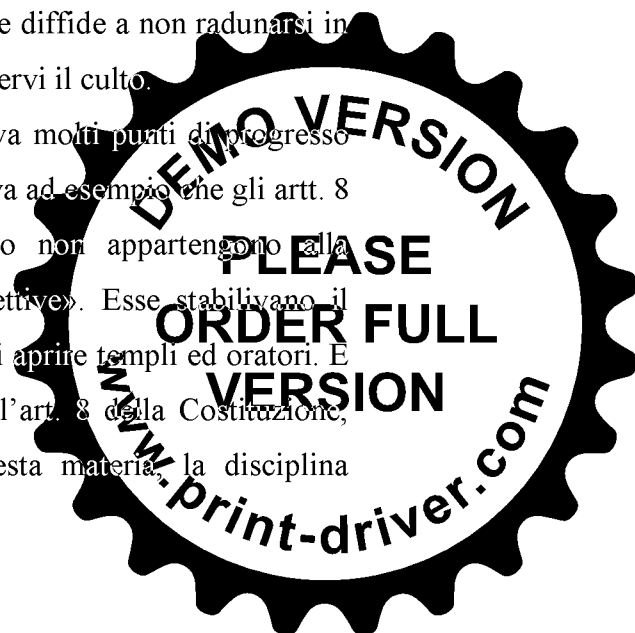 e diffide a non radunarsi in
ervi il culto.
va molti punti di progresso
va ad esempio che gli artt. 8
o non appartengono alla
ettive». Esse stabilivano il
i aprire templi ed oratori. E
l'art. 8 della Costituzione,
esta materia, la disciplina
DEMO VERSION
PLEASE
ORDER FULL
VERSION
www.print-driver.com